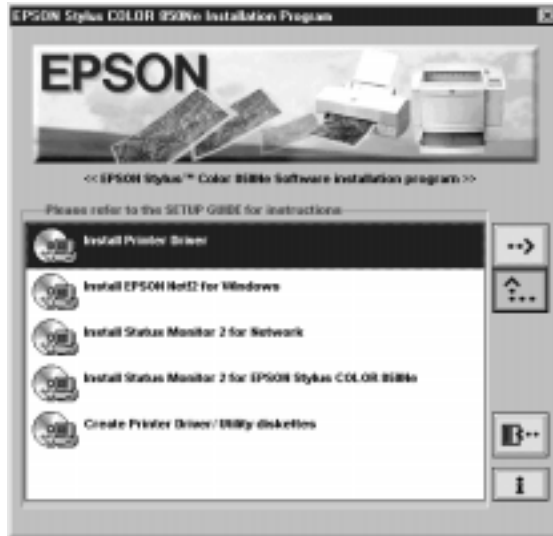 EPSON Stylus COLOR 850Ne Installation Program
EPSON
<< EPSON Stylus™ Color 850Ne Software installation program >>
Please refer to the SETUP GUIDE for instructions
Install Printer Driver
Install EPSON Net!2 for Windows
Install Status Monitor 2 for Network
Install Status Monitor 2 for EPSON Stylus COLOR 850Ne
Create Printer Driver/Utility diskettes